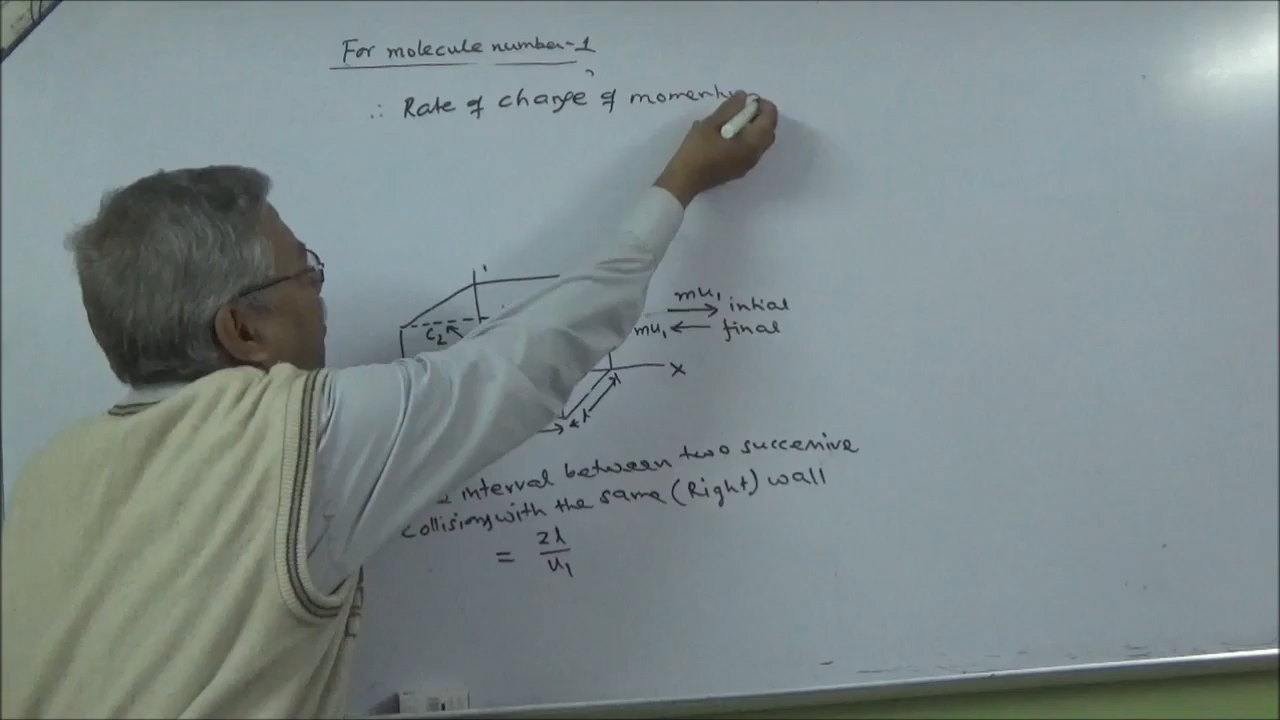 For molecule number-1
∴ Rate of change of momentu
mu₁ initial
mu₁ final
C₂
X
l
interval between two successive
collisions with the same (Right) wall
= 2l/u₁